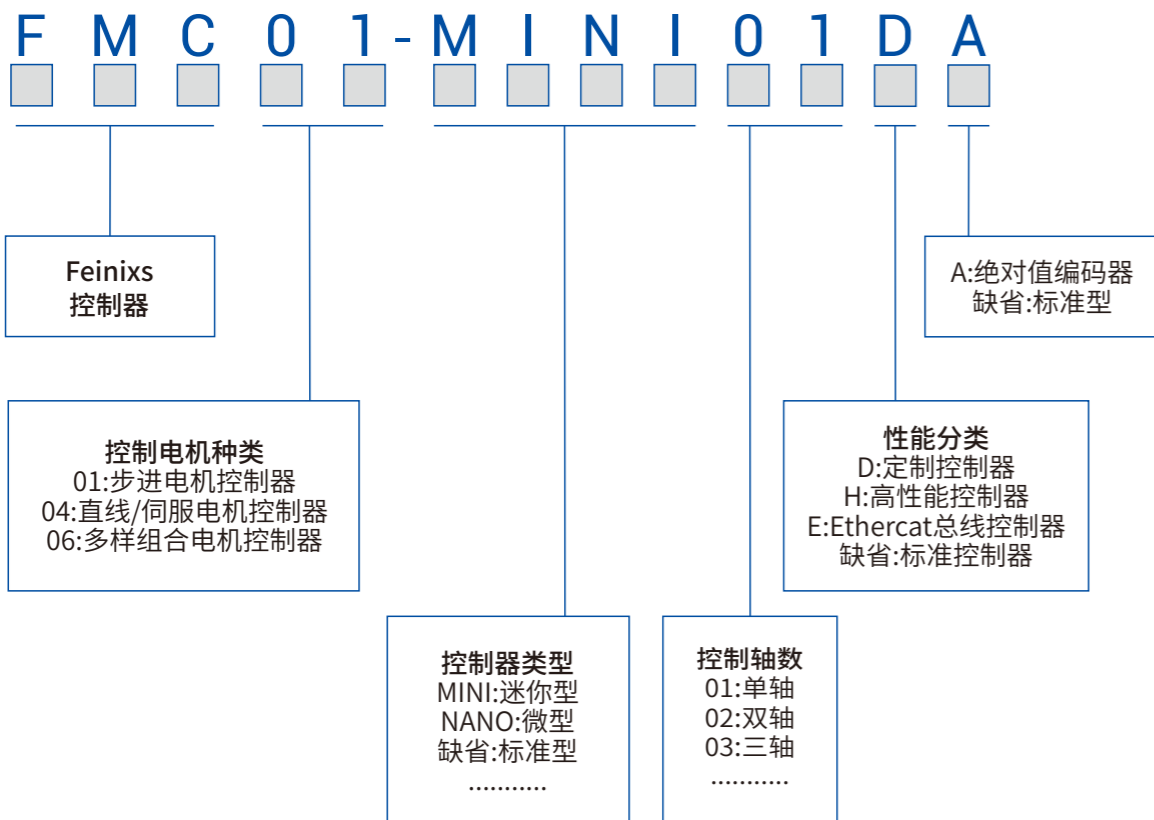 FMC01-MINI01DA
Feinixs
控制器
A:绝对值编码器
缺省:标准型
控制电机种类
01:步进电机控制器
04:直线/伺服电机控制器
06:多样组合电机控制器
性能分类
D:定制控制器
H:高性能控制器
E:Ethercat总线控制器
缺省:标准控制器
控制器类型
MINI:迷你型
NANO:微型
缺省:标准型
...........
控制轴数
01:单轴
02:双轴
03:三轴
...........